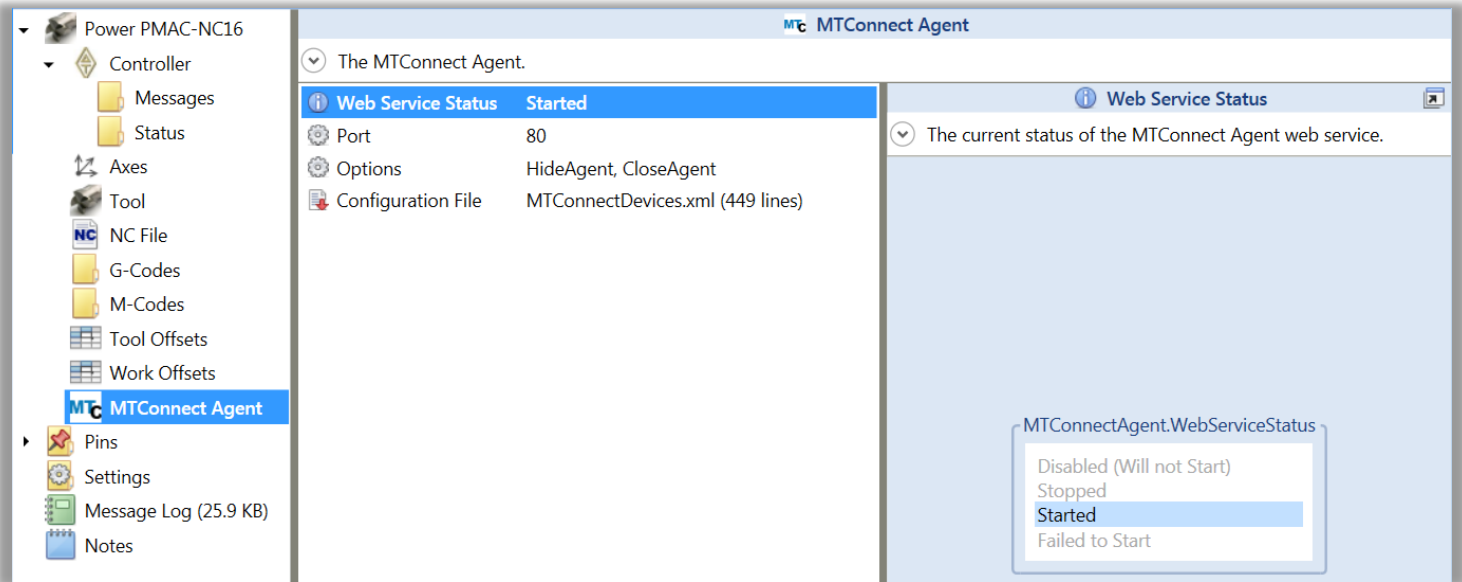 Power PMAC-NC16
Controller
Messages
Status
Axes
Tool
NC NC File
G-Codes
M-Codes
Tool Offsets
Work Offsets
MTC MTConnect Agent
Pins
Settings
Message Log (25.9 KB)
Notes
MTC MTConnect Agent
The MTConnect Agent.
Web Service Status Started
Port 80
Options HideAgent, CloseAgent
Configuration File MTConnectDevices.xml (449 lines)
Web Service Status
The current status of the MTConnect Agent web service.
MTConnectAgent.WebServiceStatus
Disabled (Will not Start)
Stopped
Started
Failed to Start